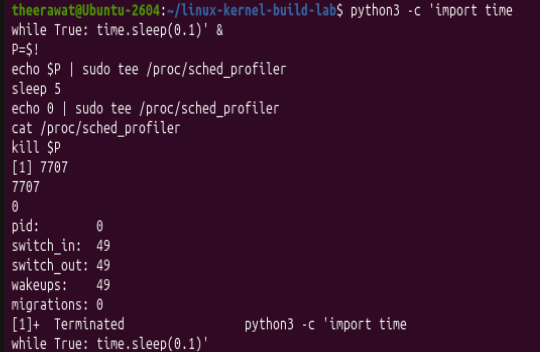 theerawat@Ubuntu-2604:~/linux-kernel-build-lab$ python3 -c 'import time
while True: time.sleep(0.1)' &
P=$!
echo $P | sudo tee /proc/sched_profiler
sleep 5
echo 0 | sudo tee /proc/sched_profiler
cat /proc/sched_profiler
kill $P
[1] 7707
7707
0
pid:        0
switch_in:  49
switch_out: 49
wakeups:    49
migrations: 0
[1]+  Terminated              python3 -c 'import time
while True: time.sleep(0.1)'